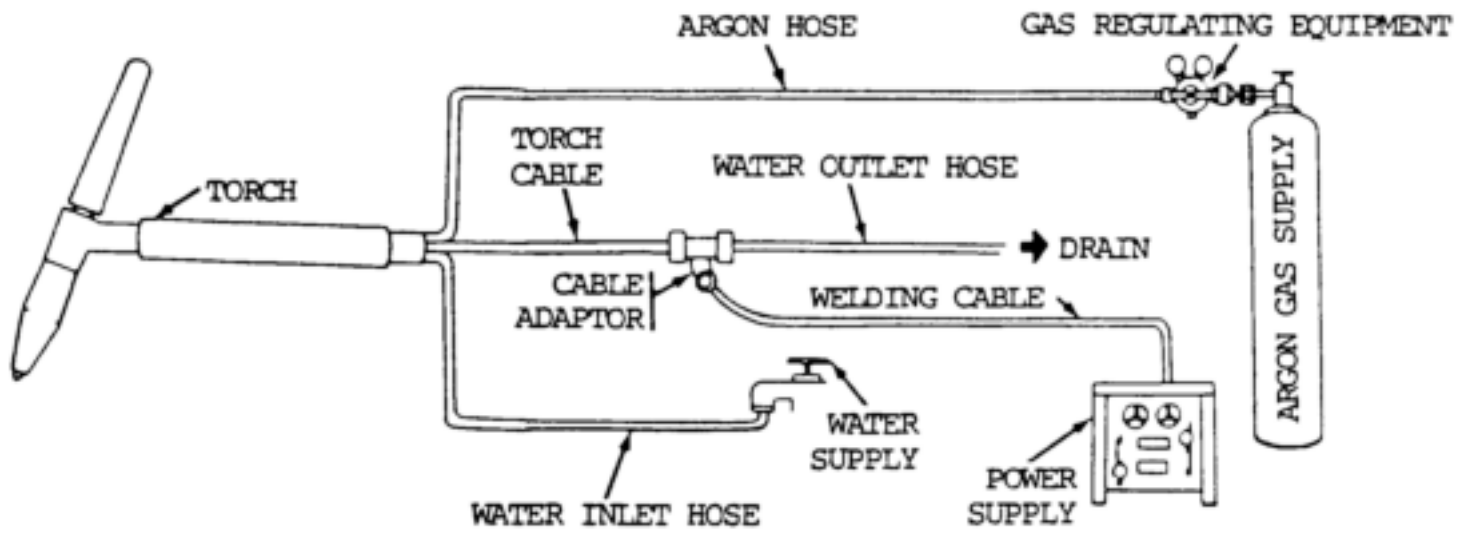 ARGON HOSE
GAS REGULATING EQUIPMENT
TORCH
CABLE
WATER OUTLET HOSE
TORCH
DRAIN
CABLE
ADAPTOR
WELDING CABLE
ARGON GAS SUPPLY
WATER
SUPPLY
POWER
SUPPLY
WATER INLET HOSE